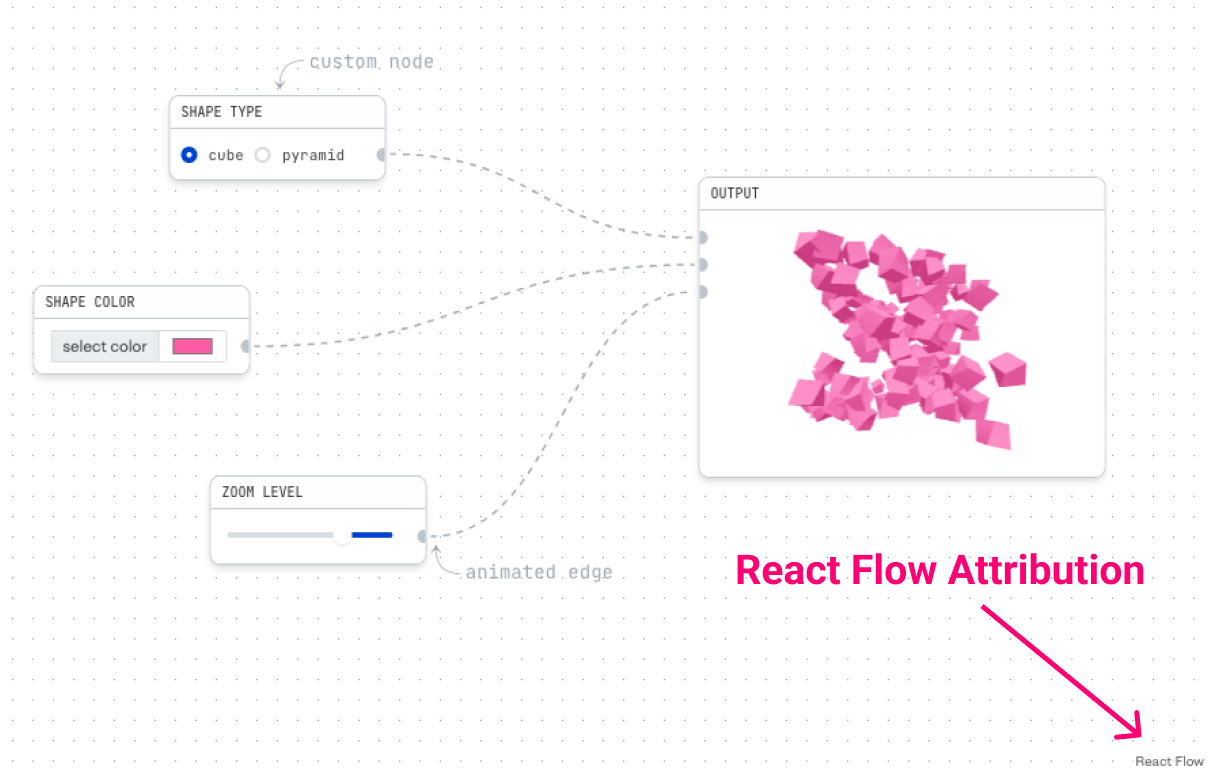 custom node
SHAPE TYPE
cube pyramid
OUTPUT
SHAPE COLOR
select color
ZOOM LEVEL
animated edge
React Flow Attribution
React Flow